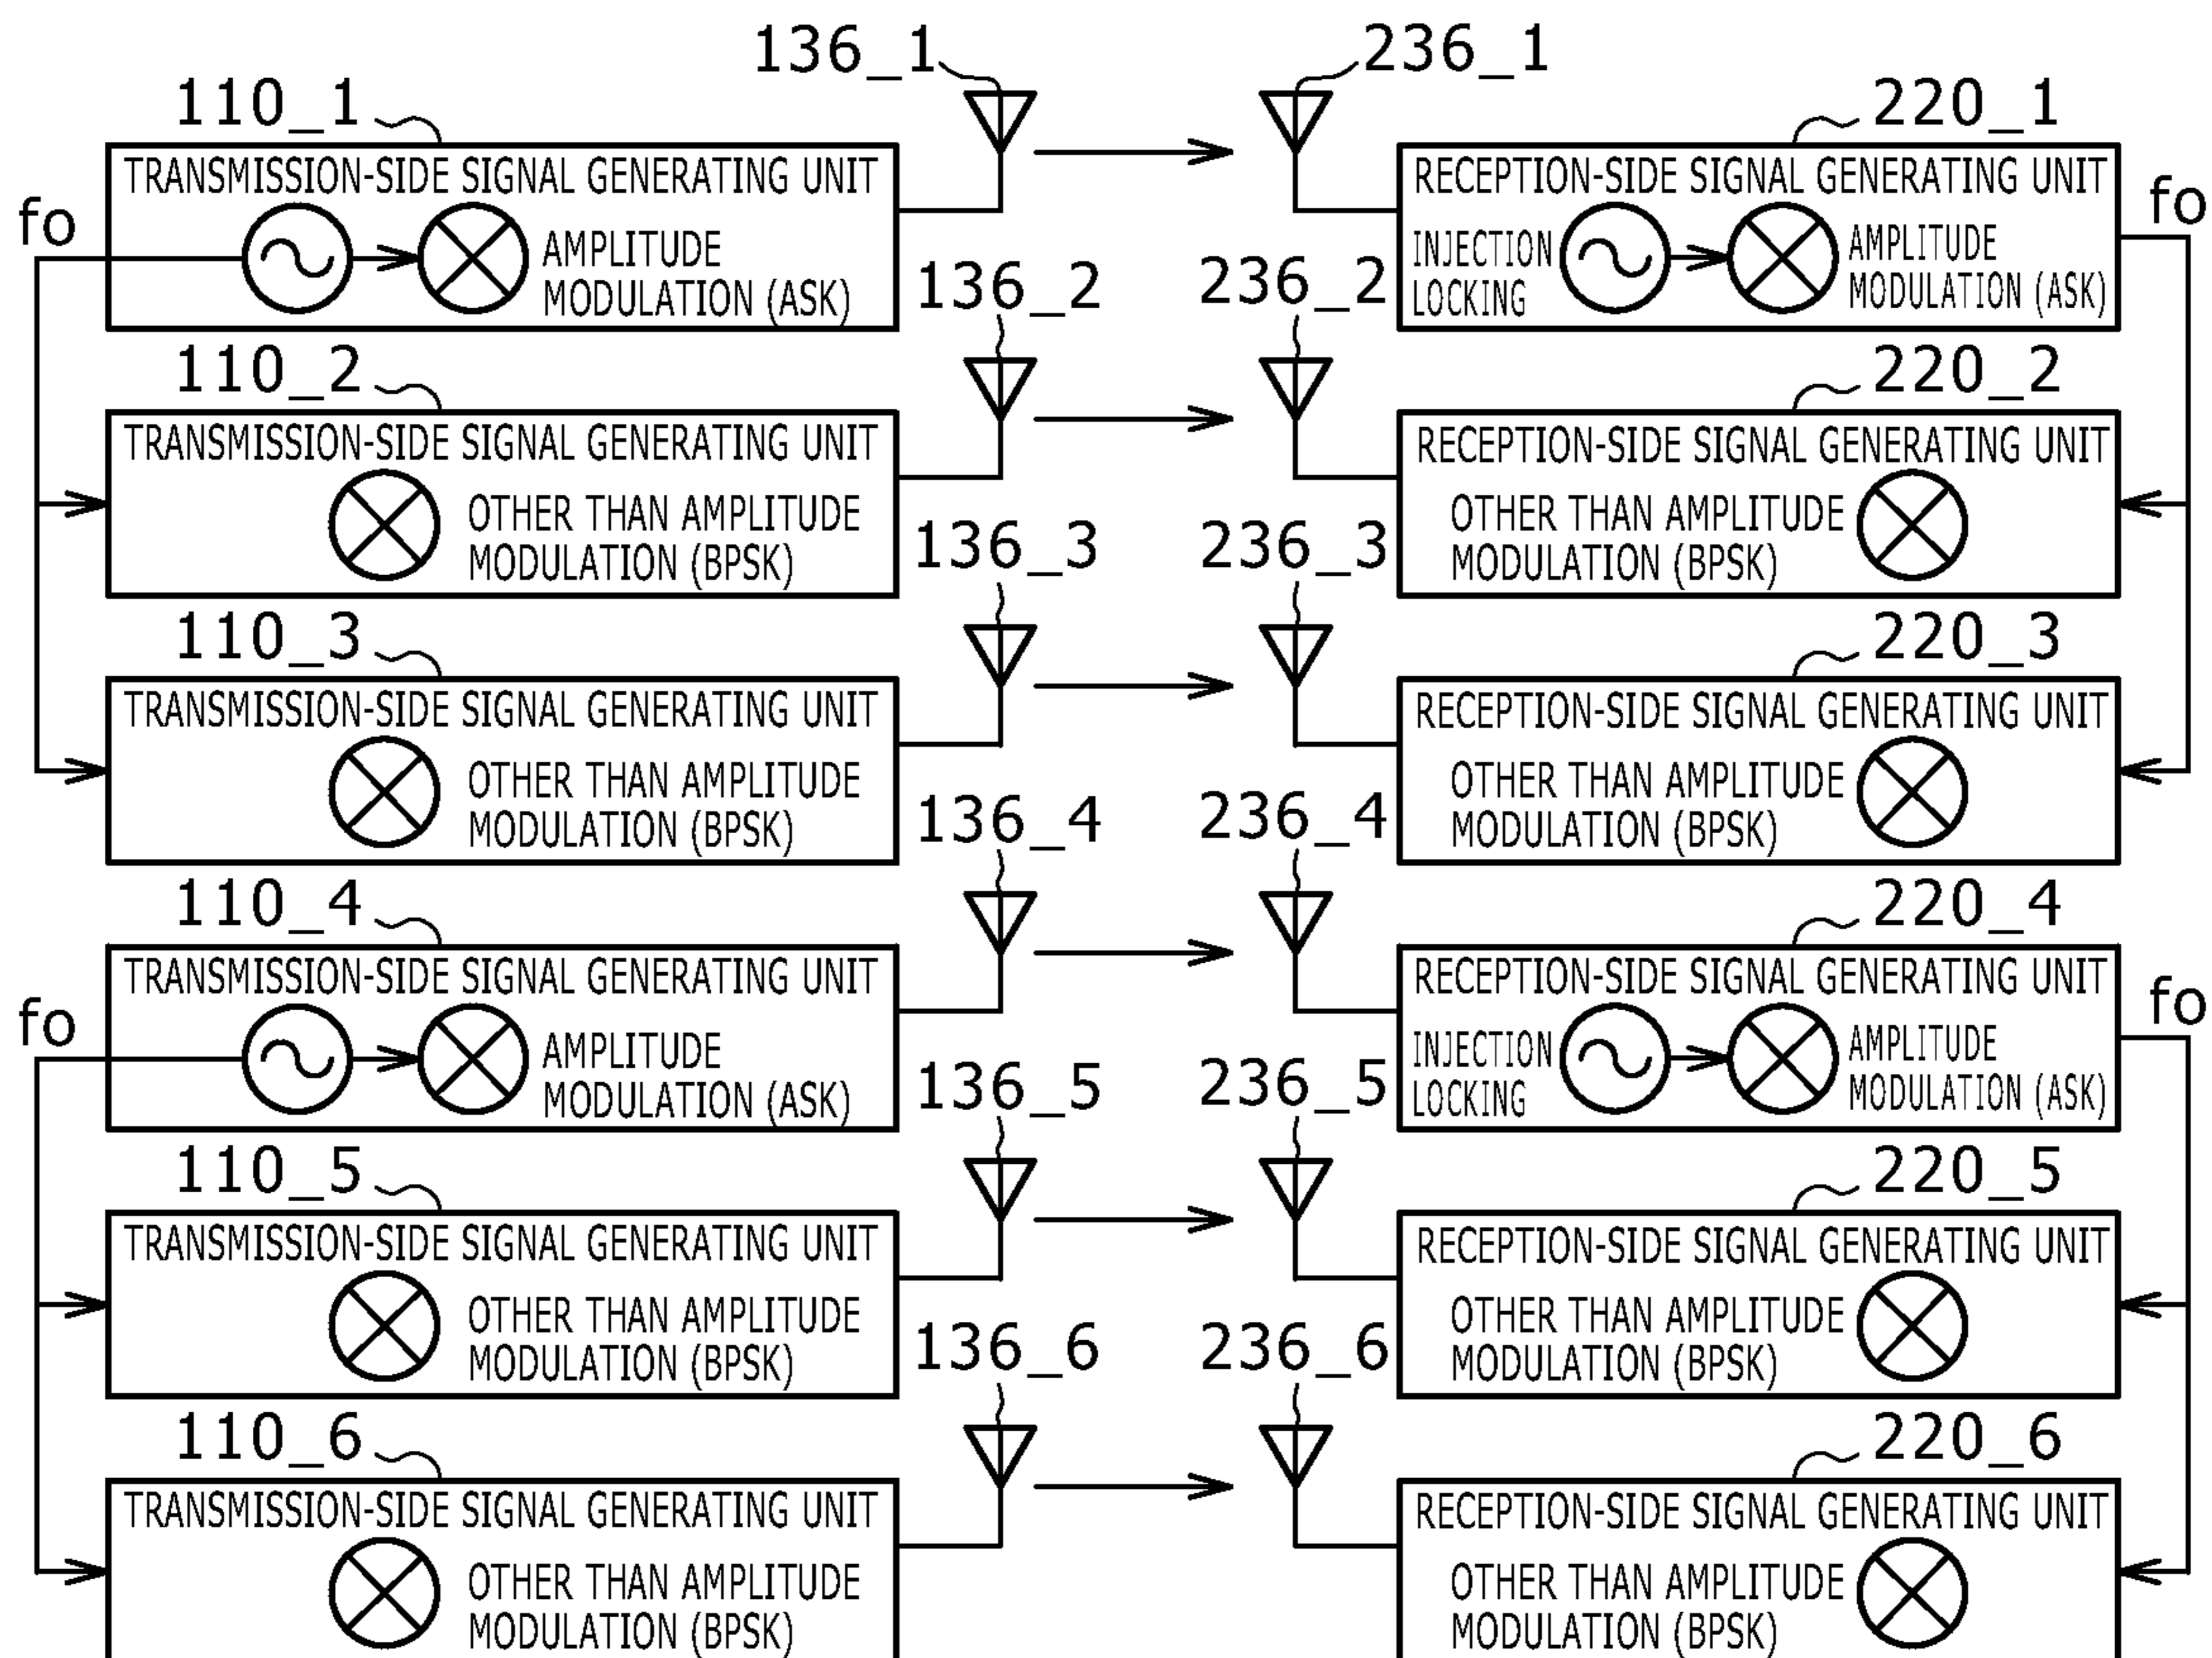 136_1
236_1
110_1
220_1
TRANSMISSION-SIDE SIGNAL GENERATING UNIT
RECEPTION-SIDE SIGNAL GENERATING UNIT
fo
AMPLITUDE
MODULATION (ASK)
INJECTION
LOCKING
AMPLITUDE
MODULATION (ASK)
fo
136_2
236_2
110_2
220_2
TRANSMISSION-SIDE SIGNAL GENERATING UNIT
RECEPTION-SIDE SIGNAL GENERATING UNIT
OTHER THAN AMPLITUDE
MODULATION (BPSK)
OTHER THAN AMPLITUDE
MODULATION (BPSK)
136_3
236_3
110_3
220_3
TRANSMISSION-SIDE SIGNAL GENERATING UNIT
RECEPTION-SIDE SIGNAL GENERATING UNIT
OTHER THAN AMPLITUDE
MODULATION (BPSK)
OTHER THAN AMPLITUDE
MODULATION (BPSK)
136_4
236_4
110_4
220_4
TRANSMISSION-SIDE SIGNAL GENERATING UNIT
RECEPTION-SIDE SIGNAL GENERATING UNIT
fo
AMPLITUDE
MODULATION (ASK)
INJECTION
LOCKING
AMPLITUDE
MODULATION (ASK)
fo
136_5
236_5
110_5
220_5
TRANSMISSION-SIDE SIGNAL GENERATING UNIT
RECEPTION-SIDE SIGNAL GENERATING UNIT
OTHER THAN AMPLITUDE
MODULATION (BPSK)
OTHER THAN AMPLITUDE
MODULATION (BPSK)
136_6
236_6
110_6
220_6
TRANSMISSION-SIDE SIGNAL GENERATING UNIT
RECEPTION-SIDE SIGNAL GENERATING UNIT
OTHER THAN AMPLITUDE
MODULATION (BPSK)
OTHER THAN AMPLITUDE
MODULATION (BPSK)